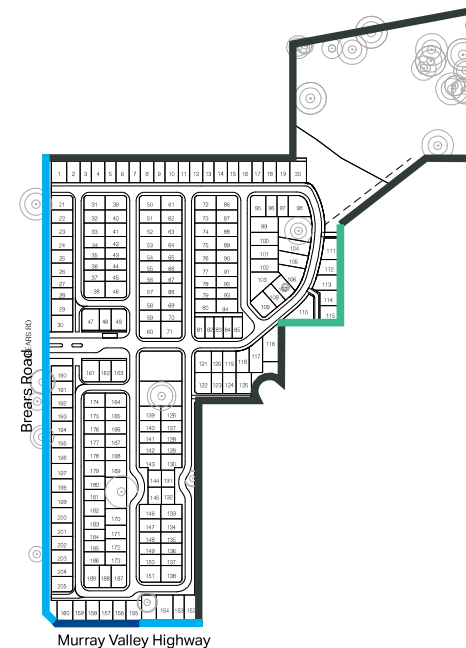 1 2 3 4 5 6 7 8 9 10 11 12 13 14 15 16 17 18 19 20
21 31 39 50 61 72 86 95 96 97 98
22 32 40 51 62 73 87
23 33 41 52 63 74 88 99
24 34 42 53 64 75 89 100 104 111
25 35 43 54 65 76 90 101 105 112
26 36 44 55 66 77 91 102 106 113
27 37 45 56 67 78 92 103 114
28 38 46 57 68 79 93 108 115
29 58 69 80 94 109 110
30 47 48 49 59 70 81 82 83 84 85
60 71
116
117
121 120 119 118
122 123 124 125
BEARS RD
Brears Road
190 161 162 163
191
192 174 164
193 175 165 139 126
194 176 166 140 127
195 177 167 141 128
196 178 168 142 129
197 179 169 143 130
198 180 144 131
199 181 145 132
200 182 170 146 133
201 183 171 147 134
202 184 172 148 135
203 185 173 149 136
204 186 150 137
205 189 188 187 151 138
160 159 158 157 156 155 154 153 152
Murray Valley Highway